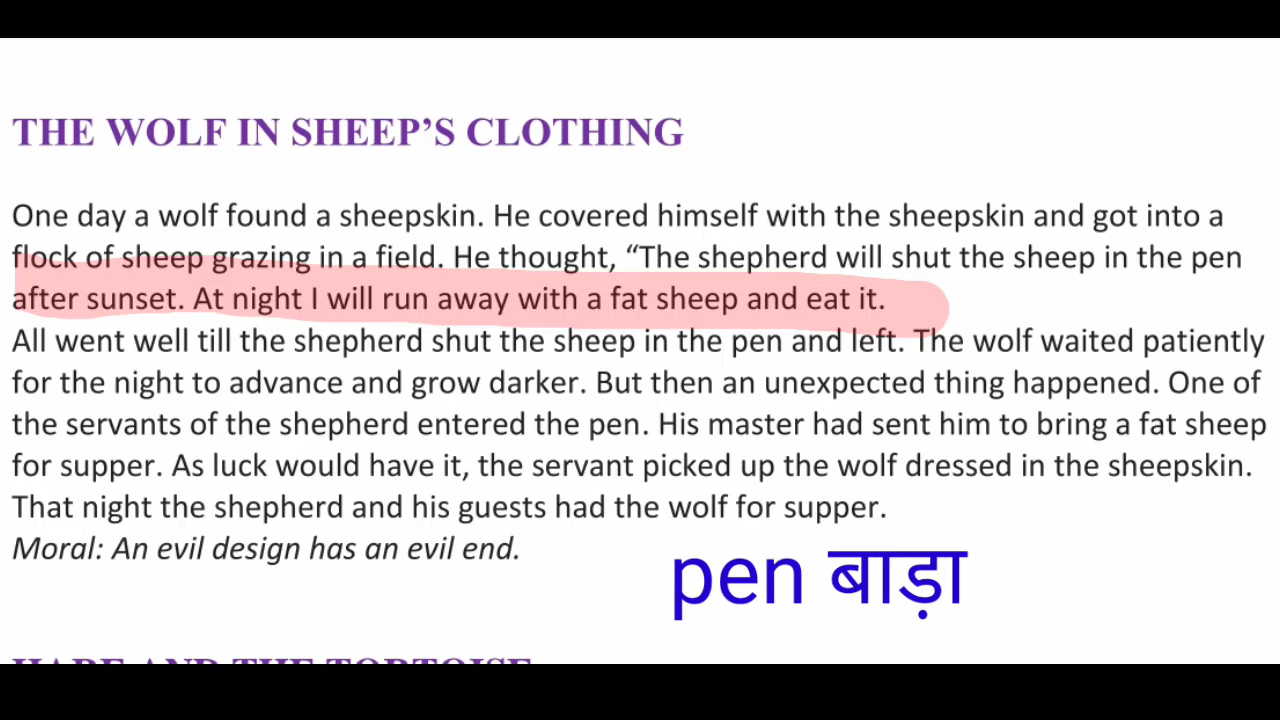 THE WOLF IN SHEEP’S CLOTHING
One day a wolf found a sheepskin. He covered himself with the sheepskin and got into a
flock of sheep grazing in a field. He thought, “The shepherd will shut the sheep in the pen
after sunset. At night I will run away with a fat sheep and eat it.
All went well till the shepherd shut the sheep in the pen and left. The wolf waited patiently
for the night to advance and grow darker. But then an unexpected thing happened. One of
the servants of the shepherd entered the pen. His master had sent him to bring a fat sheep
for supper. As luck would have it, the servant picked up the wolf dressed in the sheepskin.
That night the shepherd and his guests had the wolf for supper.
Moral: An evil design has an evil end.
pen बाड़ा
HARE AND THE TORTOISE